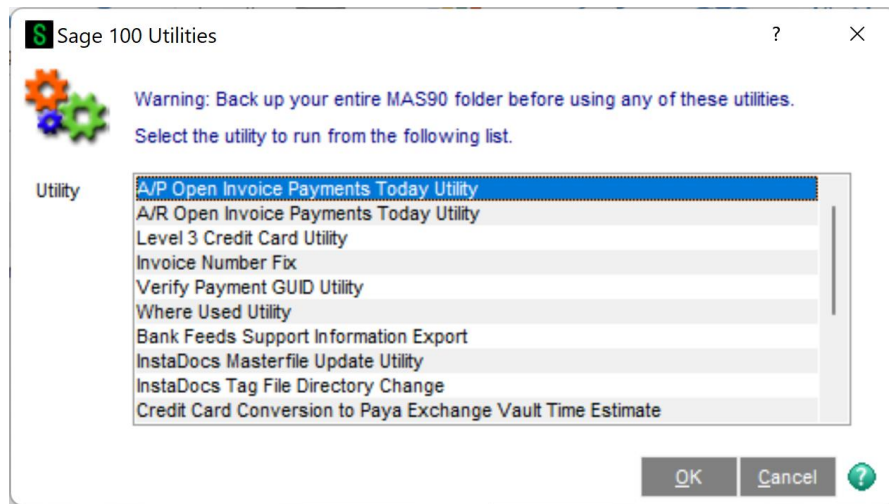 S Sage 100 Utilities ? ×
Warning: Back up your entire MAS90 folder before using any of these utilities.
Select the utility to run from the following list.
Utility
A/P Open Invoice Payments Today Utility
A/R Open Invoice Payments Today Utility
Level 3 Credit Card Utility
Invoice Number Fix
Verify Payment GUID Utility
Where Used Utility
Bank Feeds Support Information Export
InstaDocs Masterfile Update Utility
InstaDocs Tag File Directory Change
Credit Card Conversion to Paya Exchange Vault Time Estimate
OK Cancel ?